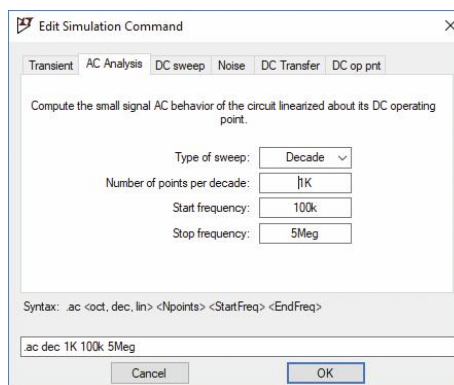 Edit Simulation Command
Transient AC Analysis DC sweep Noise DC Transfer DC op pnt
Compute the small signal AC behavior of the circuit linearized about its DC operating
point.
Type of sweep: Decade
Number of points per decade: 1K
Start frequency: 100k
Stop frequency: 5Meg
Syntax: .ac <oct, dec, lin> <Npoints> <StartFreq> <EndFreq>
.ac dec 1K 100k 5Meg
Cancel OK